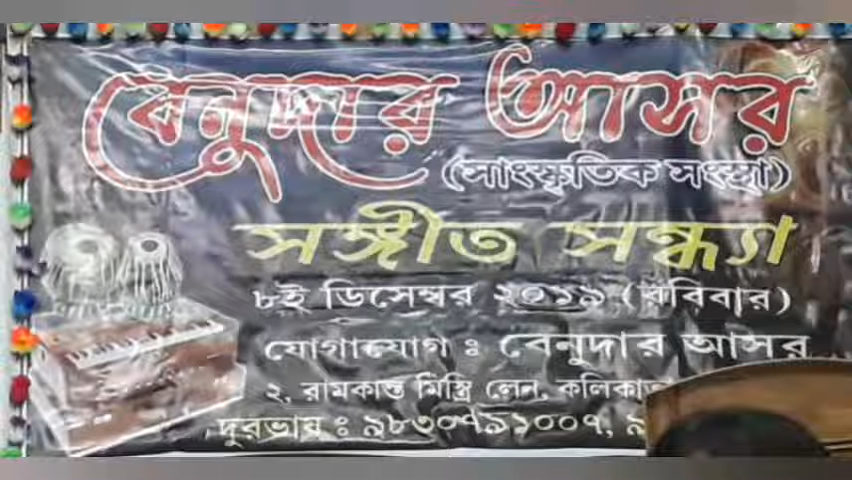 বেনুদার আসর
(সাংস্কৃতিক সংস্থা)
সঙ্গীত সন্ধ্যা
৮ই ডিসেম্বর ২০১৯ (রবিবার)
যোগাযোগ : বেনুদার আসর
২, রামকান্ত মিস্ত্রি লেন,
দুরভাষ : ৯৮৩০৭৯১০০৭,